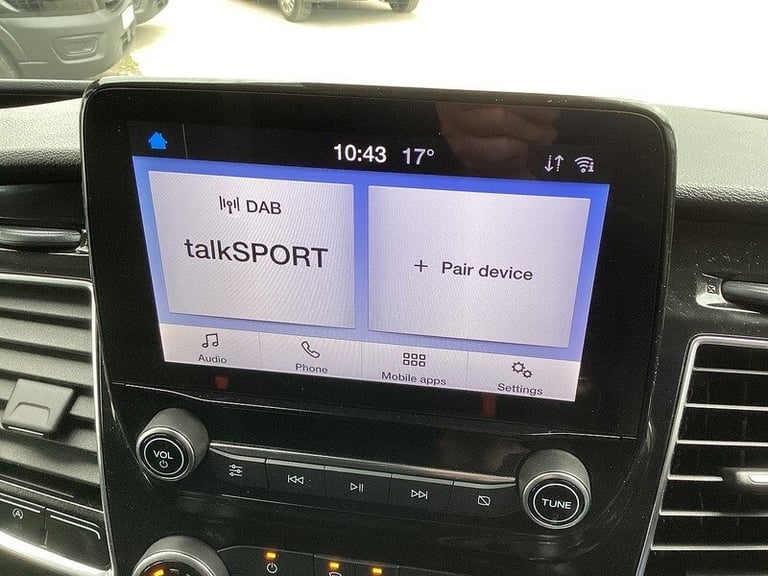 10:43 17°
DAB
talkSPORT
+ Pair device
Audio
Phone
Mobile apps
Settings
VOL
TUNE
A